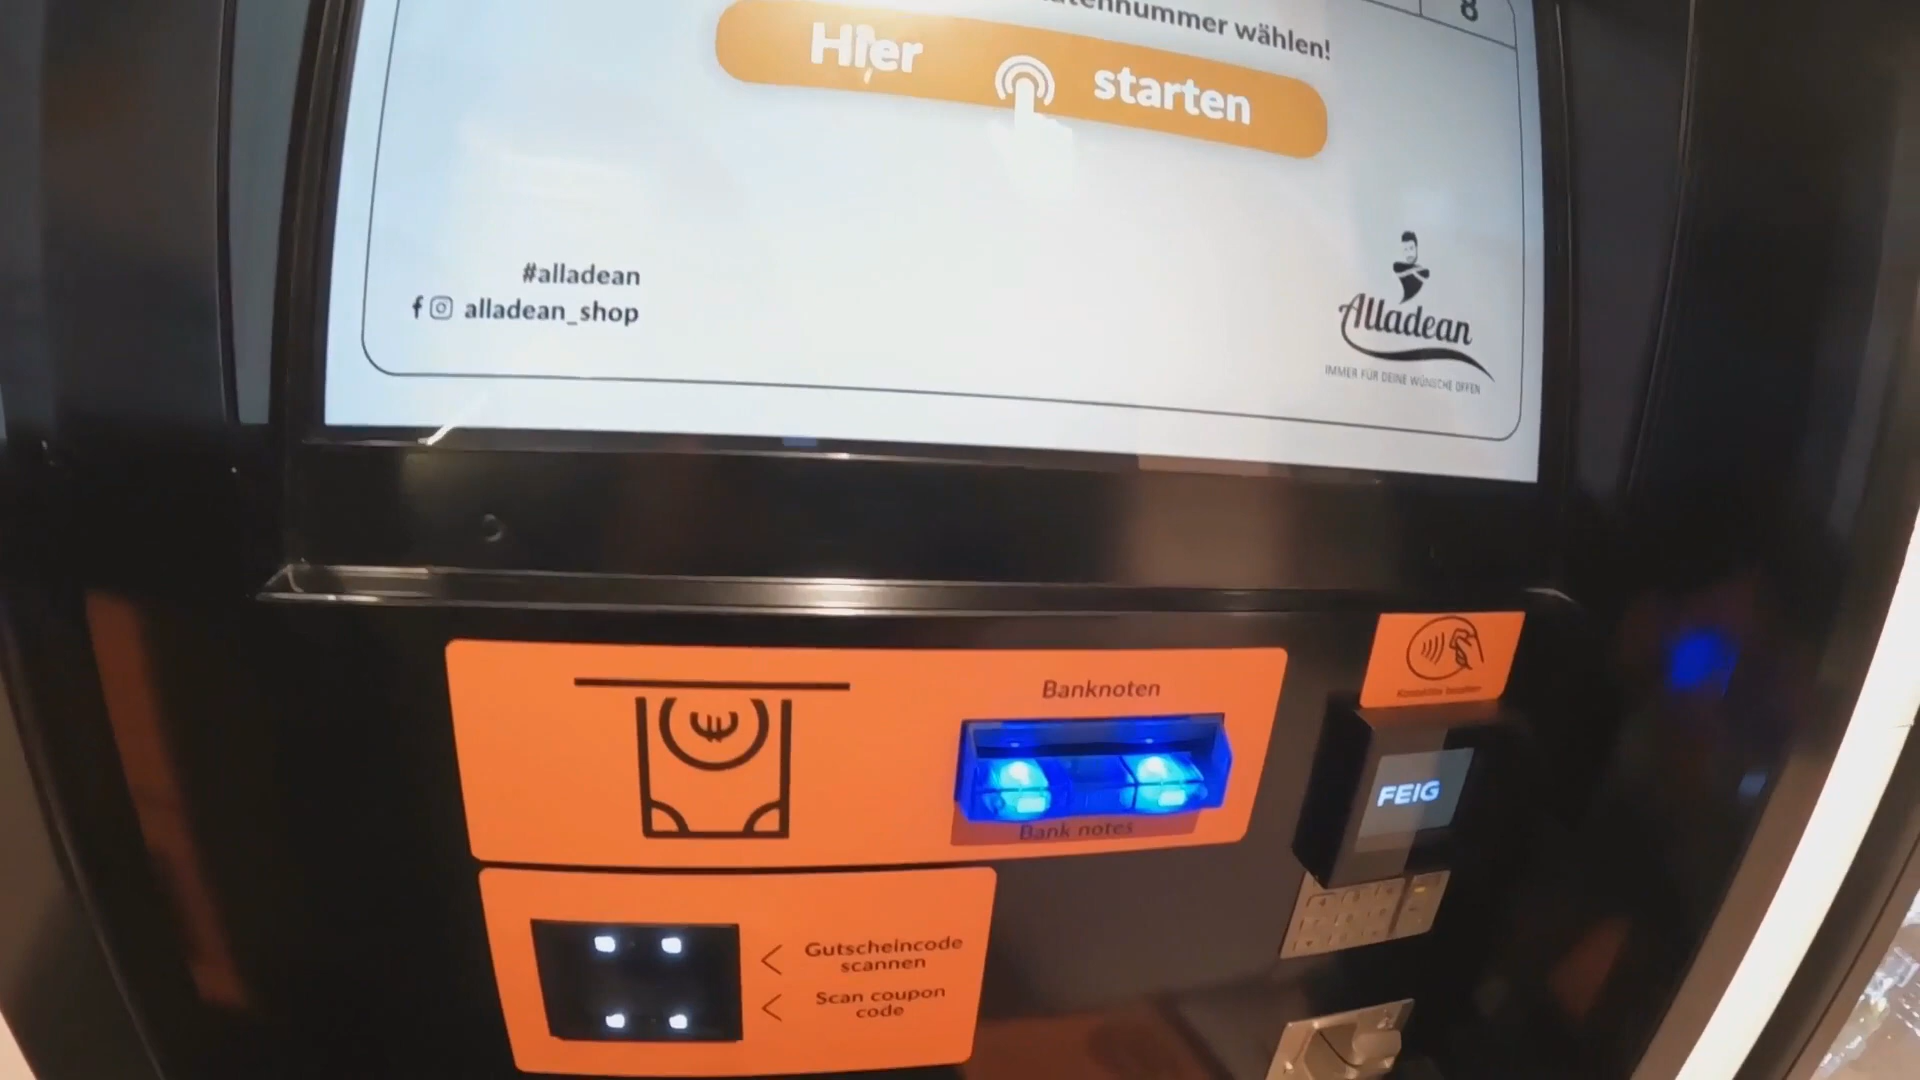 wählen!
8
Hier starten
#alladean
alladean_shop
Alladean
IMMER FÜR DEINE WÜNSCHE OFFEN
Banknoten
Bank notes
FEIG
Gutscheincode
scannen
Scan coupon
code